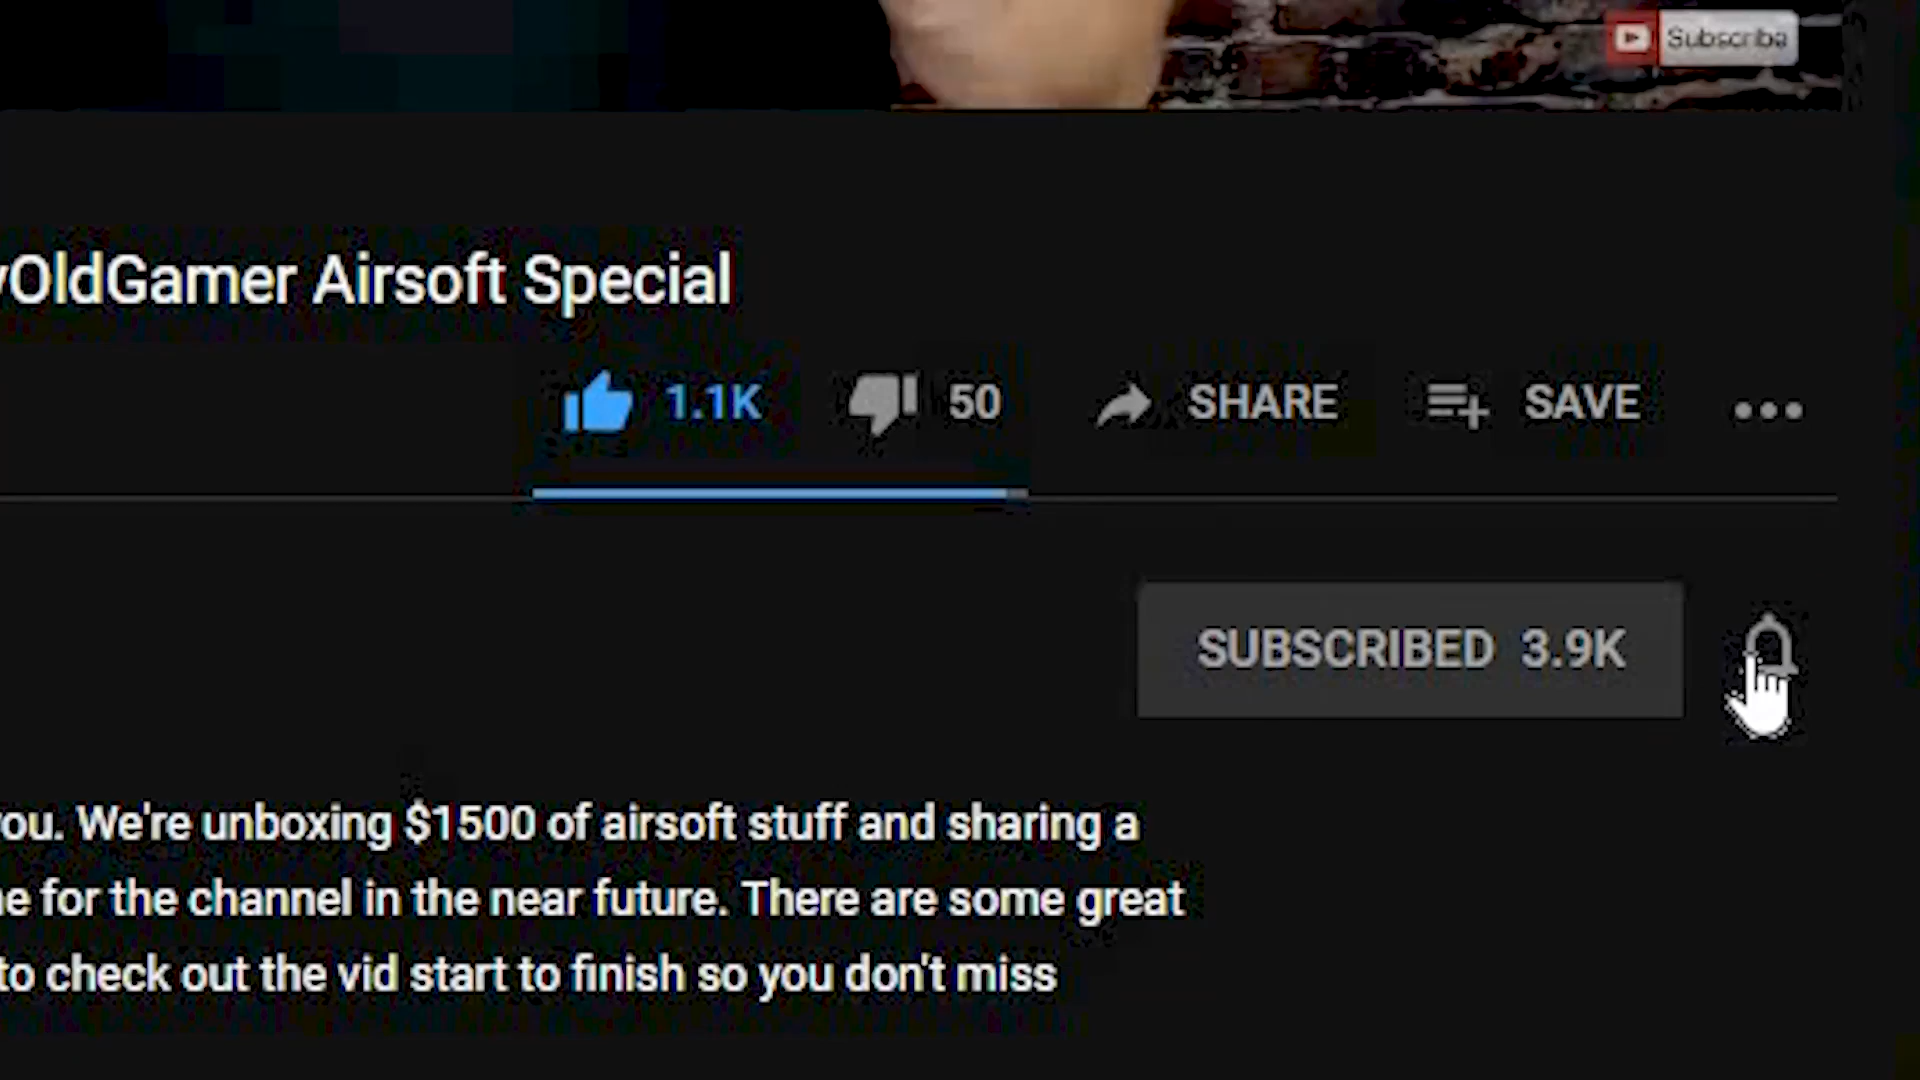 Subscribe
yOldGamer Airsoft Special
1.1K 50 SHARE SAVE
SUBSCRIBED 3.9K
ou. We're unboxing $1500 of airsoft stuff and sharing a
e for the channel in the near future. There are some great
to check out the vid start to finish so you don't miss